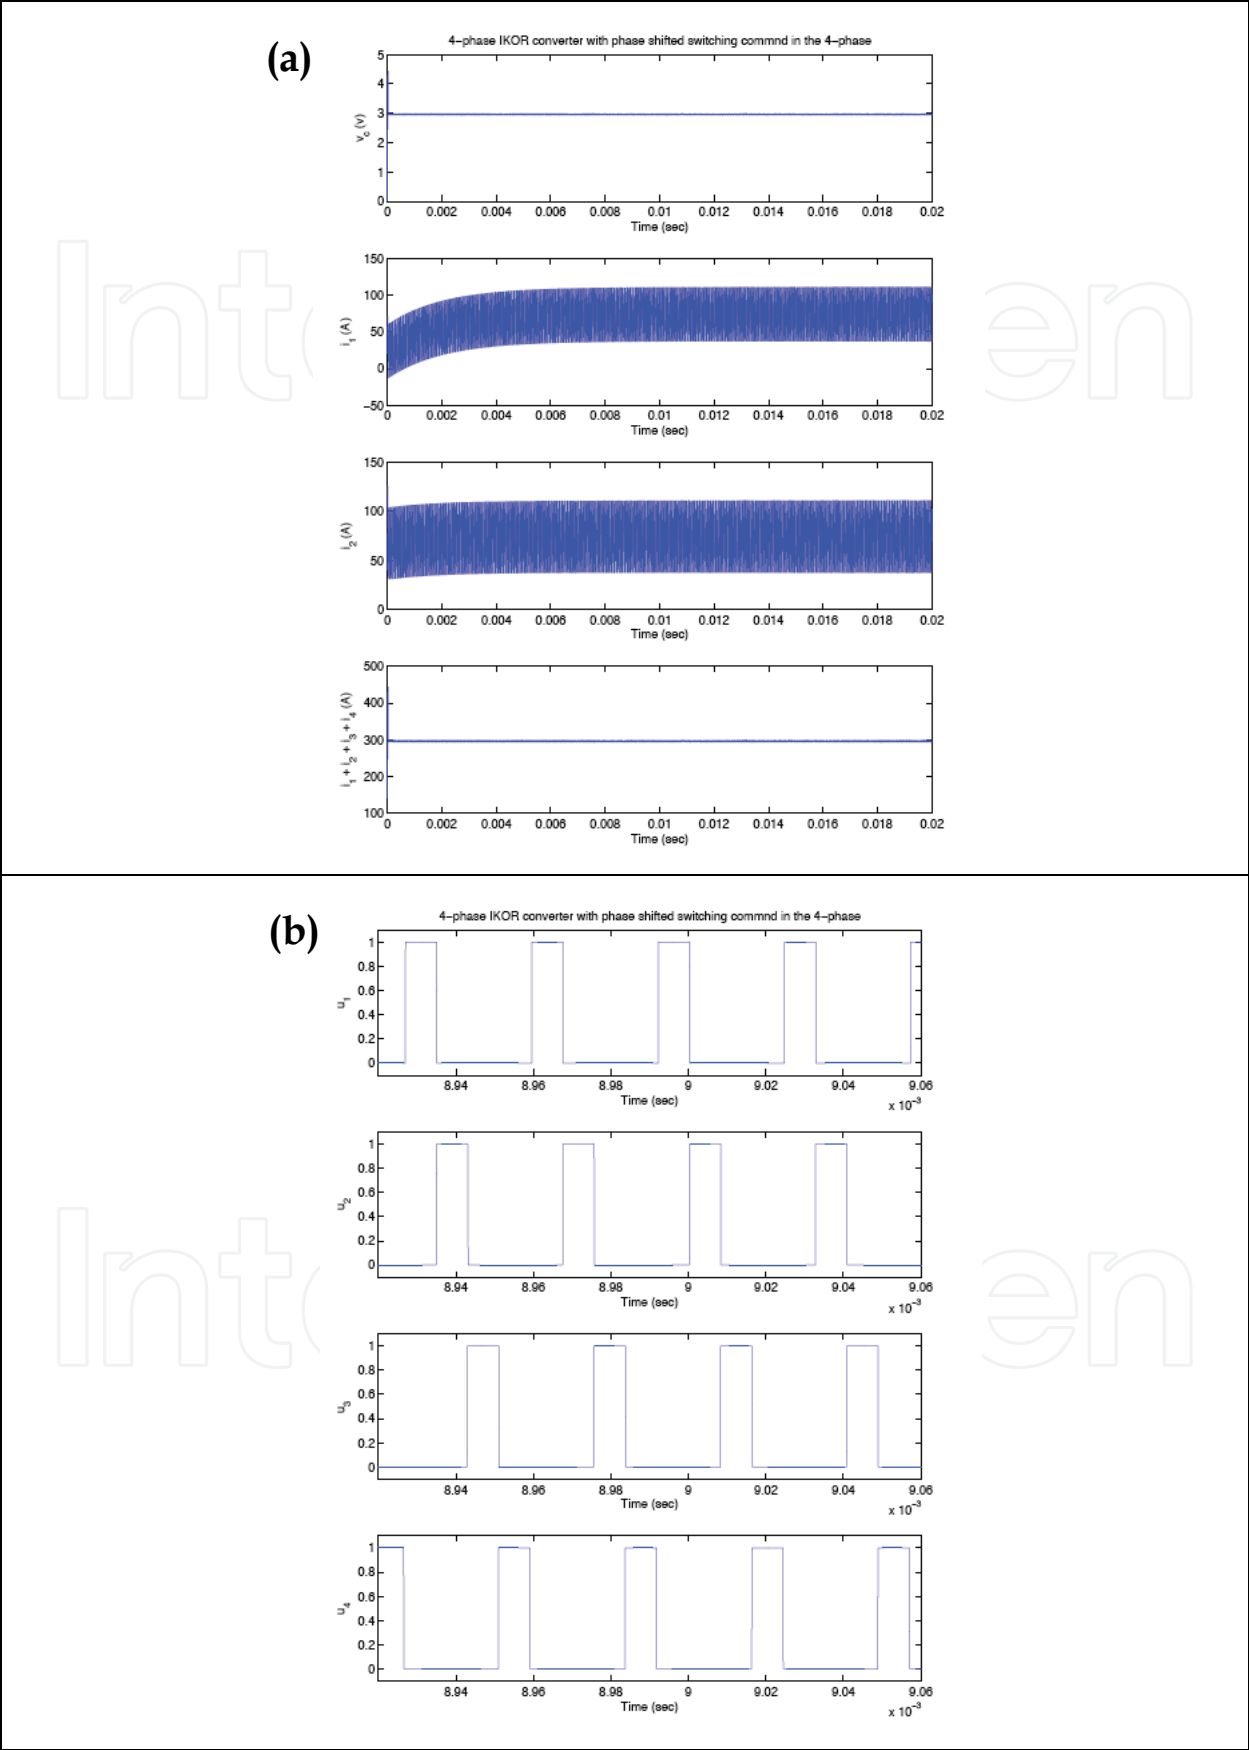 (a)
4-phase IKOR converter with phase shifted switching commnd in the 4-phase
5
4
3
2
1
0
v_c (v)
0 0.002 0.004 0.006 0.008 0.01 0.012 0.014 0.016 0.018 0.02
Time (sec)
150
100
50
0
-50
i_1 (A)
0 0.002 0.004 0.006 0.008 0.01 0.012 0.014 0.016 0.018 0.02
Time (sec)
150
100
50
0
i_2 (A)
0 0.002 0.004 0.006 0.008 0.01 0.012 0.014 0.016 0.018 0.02
Time (sec)
500
400
300
200
100
i_1 + i_2 + i_3 + i_4 (A)
0 0.002 0.004 0.006 0.008 0.01 0.012 0.014 0.016 0.018 0.02
Time (sec)
(b)
4-phase IKOR converter with phase shifted switching commnd in the 4-phase
1
0.8
0.6
0.4
0.2
0
u_1
8.94 8.96 8.98 9 9.02 9.04 9.06
Time (sec)
x 10^-3
1
0.8
0.6
0.4
0.2
0
u_2
8.94 8.96 8.98 9 9.02 9.04 9.06
Time (sec)
x 10^-3
1
0.8
0.6
0.4
0.2
0
u_3
8.94 8.96 8.98 9 9.02 9.04 9.06
Time (sec)
x 10^-3
1
0.8
0.6
0.4
0.2
0
u_4
8.94 8.96 8.98 9 9.02 9.04 9.06
Time (sec)
x 10^-3